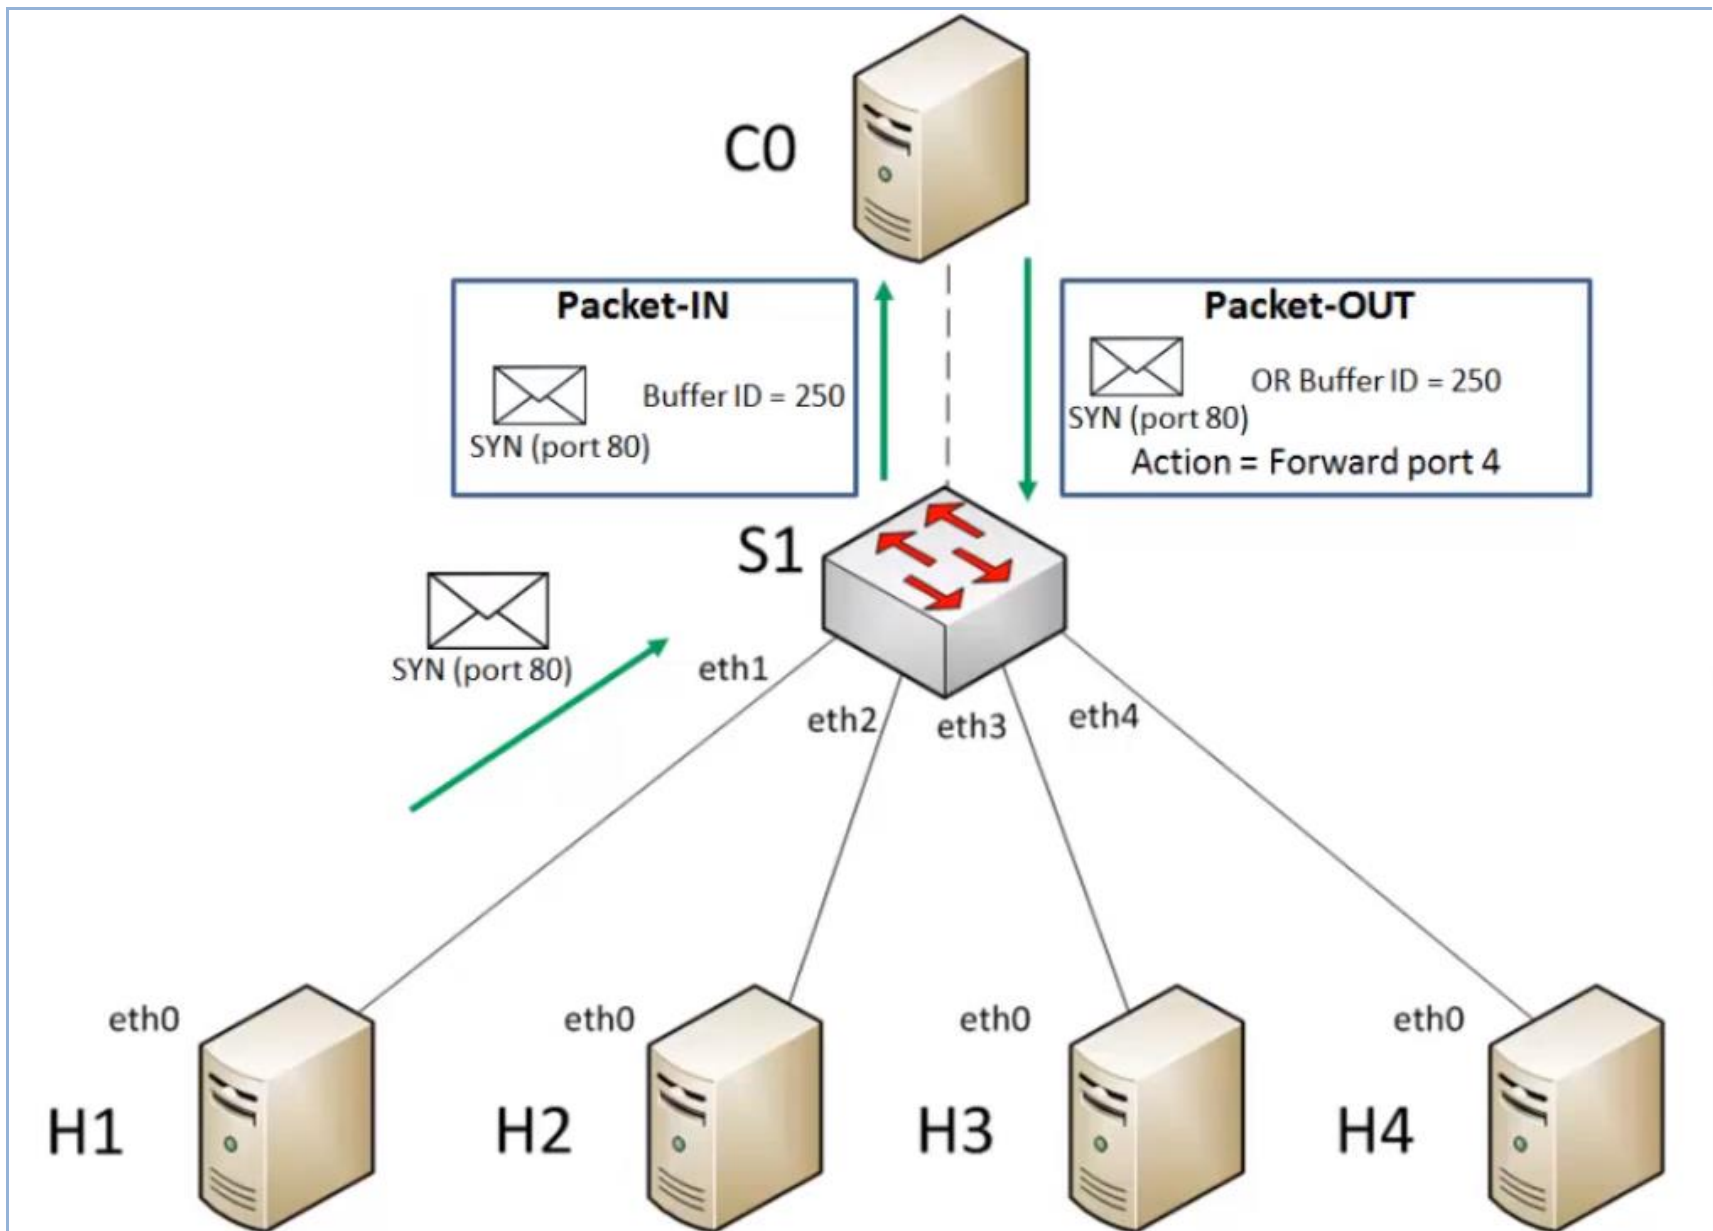 C0
Packet-IN
Buffer ID = 250
SYN (port 80)
Packet-OUT
OR Buffer ID = 250
SYN (port 80)
Action = Forward port 4
S1
SYN (port 80)
eth1
eth2
eth3
eth4
eth0
eth0
eth0
eth0
H1
H2
H3
H4